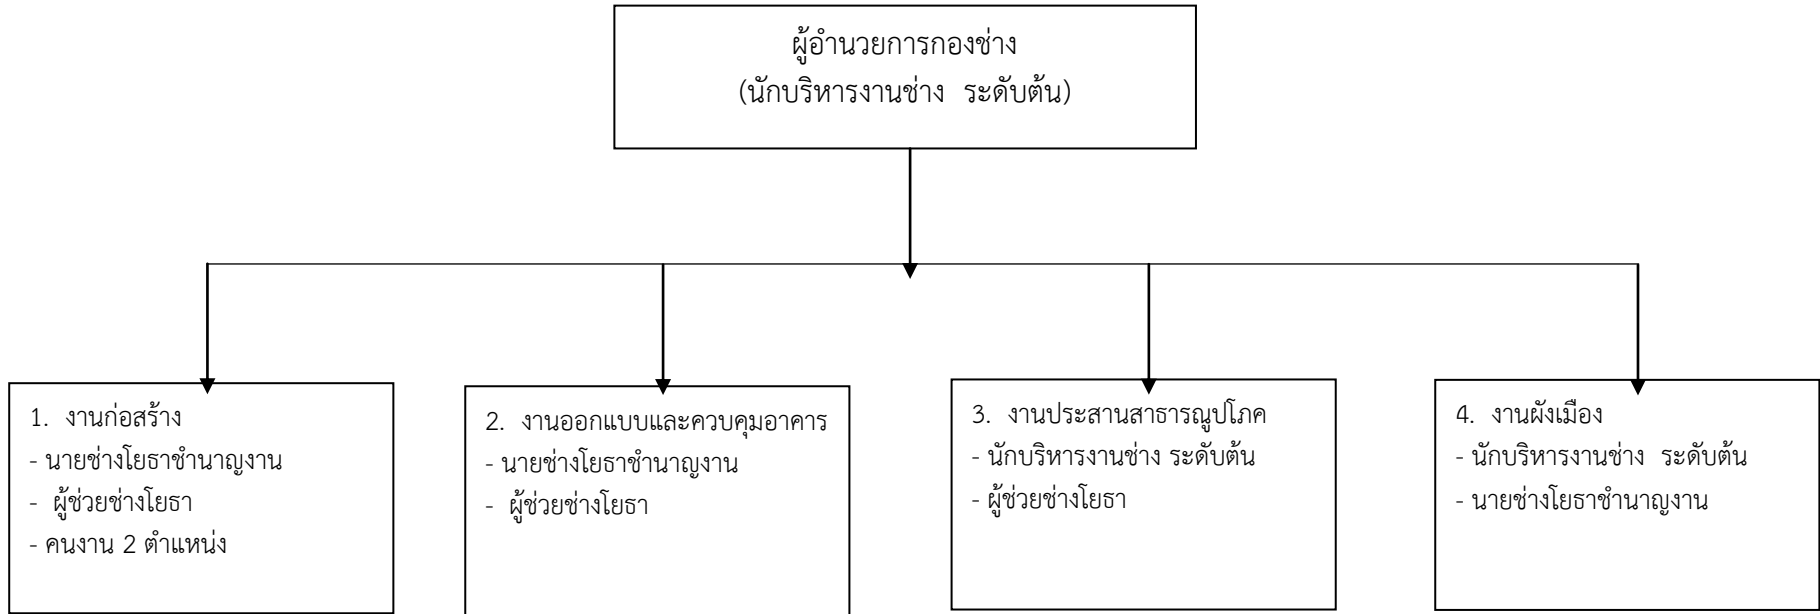 ผู้อำนวยการกองช่าง
(นักบริหารงานช่าง ระดับต้น)
1. งานก่อสร้าง
- นายช่างโยธาชำนาญงาน
- ผู้ช่วยช่างโยธา
- คนงาน 2 ตำแหน่ง
2. งานออกแบบและควบคุมอาคาร
- นายช่างโยธาชำนาญงาน
- ผู้ช่วยช่างโยธา
3. งานประสานสาธารณูปโภค
- นักบริหารงานช่าง ระดับต้น
- ผู้ช่วยช่างโยธา
4. งานผังเมือง
- นักบริหารงานช่าง ระดับต้น
- นายช่างโยธาชำนาญงาน